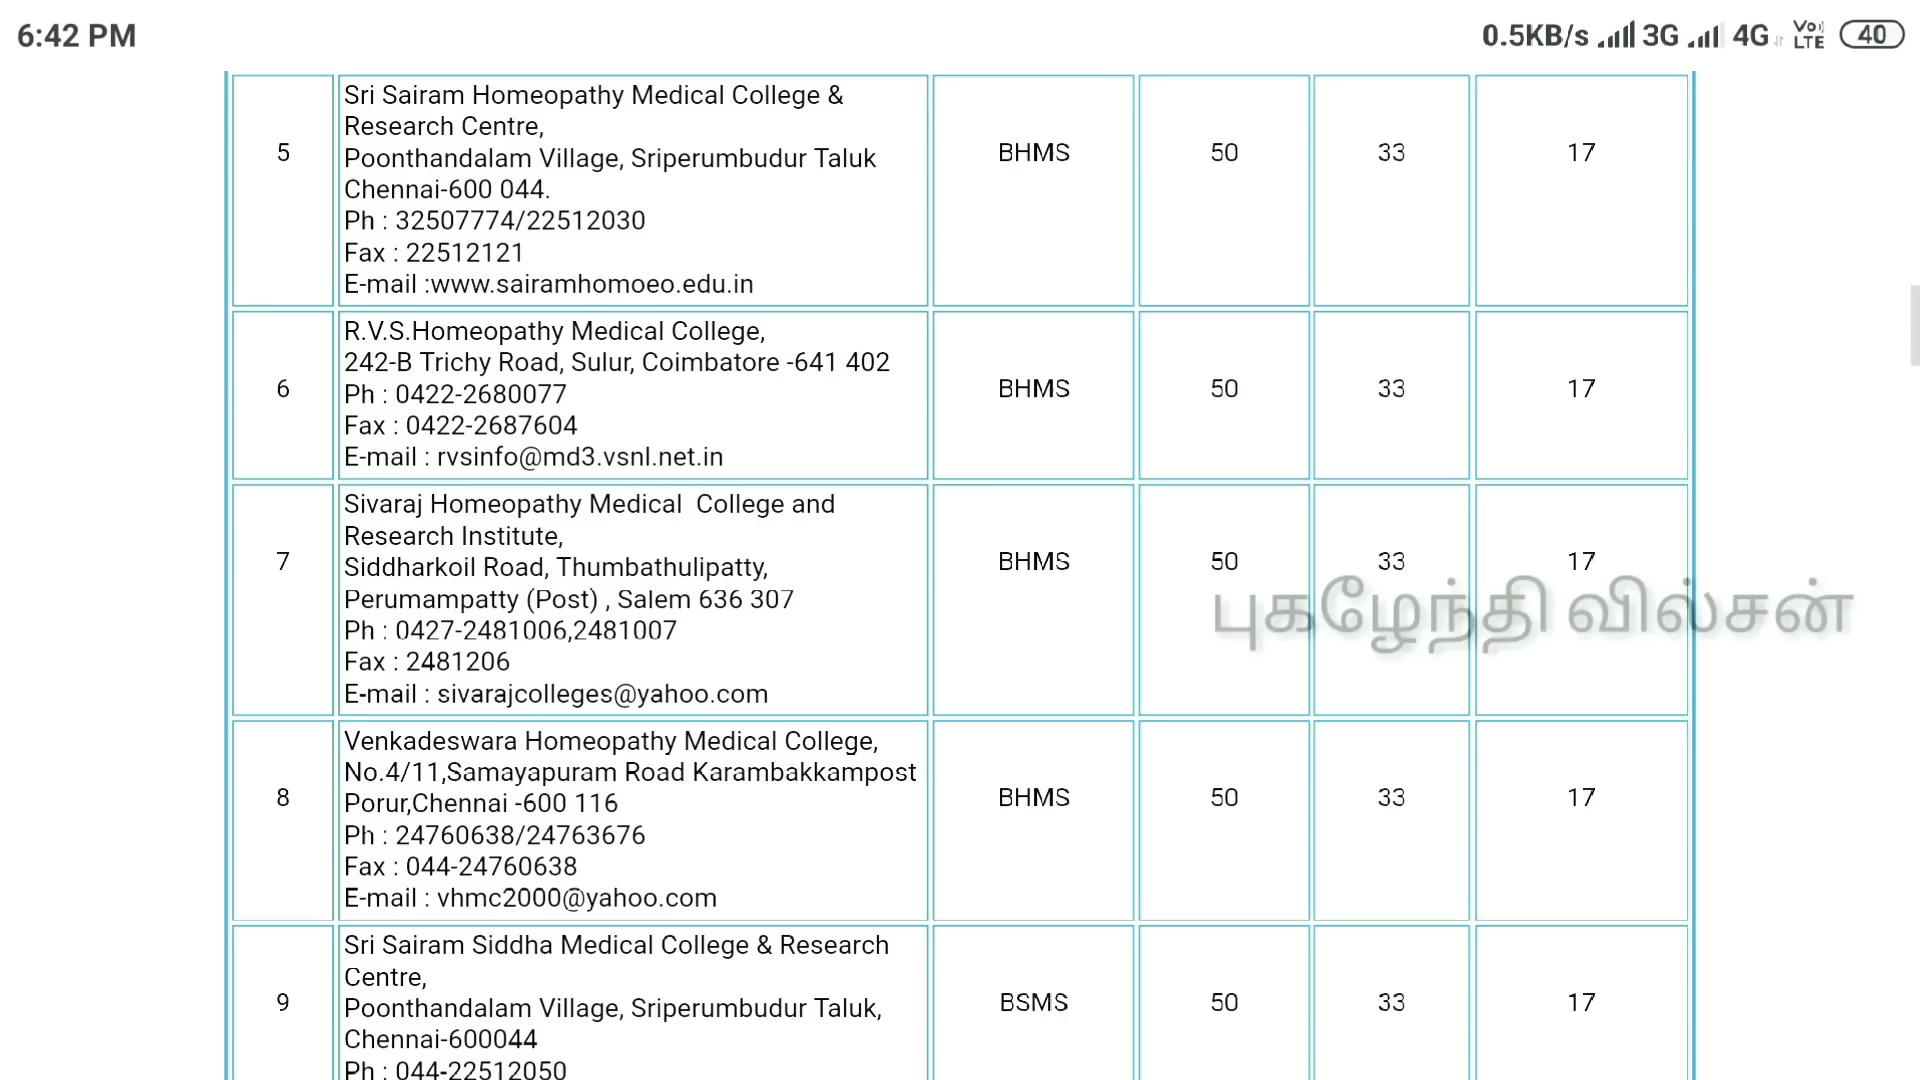 6:42 PM
0.5KB/s 3G 4G Vo) LTE 40
5
Sri Sairam Homeopathy Medical College &
Research Centre,
Poonthandalam Village, Sriperumbudur Taluk
Chennai-600 044.
Ph : 32507774/22512030
Fax : 22512121
E-mail :www.sairamhomoeo.edu.in
BHMS
50
33
17
6
R.V.S.Homeopathy Medical College,
242-B Trichy Road, Sulur, Coimbatore -641 402
Ph : 0422-2680077
Fax : 0422-2687604
E-mail : rvsinfo@md3.vsnl.net.in
BHMS
50
33
17
7
Sivaraj Homeopathy Medical  College and
Research Institute,
Siddharkoil Road, Thumbathulipatty,
Perumampatty (Post) , Salem 636 307
Ph : 0427-2481006,2481007
Fax : 2481206
E-mail : sivarajcolleges@yahoo.com
BHMS
50
33
17
புகழேந்தி வில்சன்
8
Venkadeswara Homeopathy Medical College,
No.4/11,Samayapuram Road Karambakkampost
Porur,Chennai -600 116
Ph : 24760638/24763676
Fax : 044-24760638
E-mail : vhmc2000@yahoo.com
BHMS
50
33
17
9
Sri Sairam Siddha Medical College & Research
Centre,
Poonthandalam Village, Sriperumbudur Taluk,
Chennai-600044
Ph : 044-22512050
BSMS
50
33
17